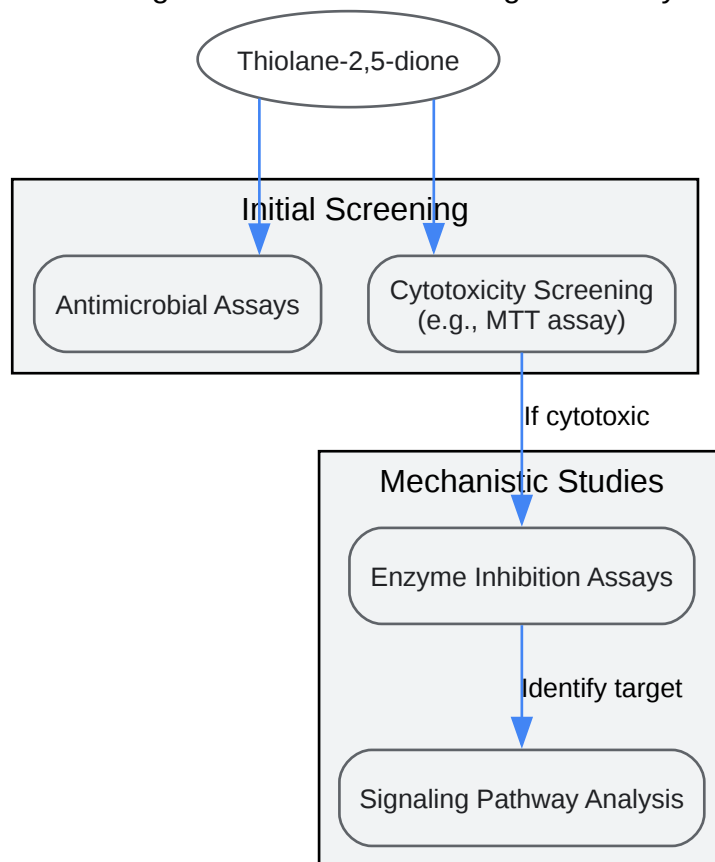 Thiolane-2,5-dione
Initial Screening
Antimicrobial Assays
Cytotoxicity Screening
(e.g., MTT assay)
If cytotoxic
Mechanistic Studies
Enzyme Inhibition Assays
Identify target
Signaling Pathway Analysis